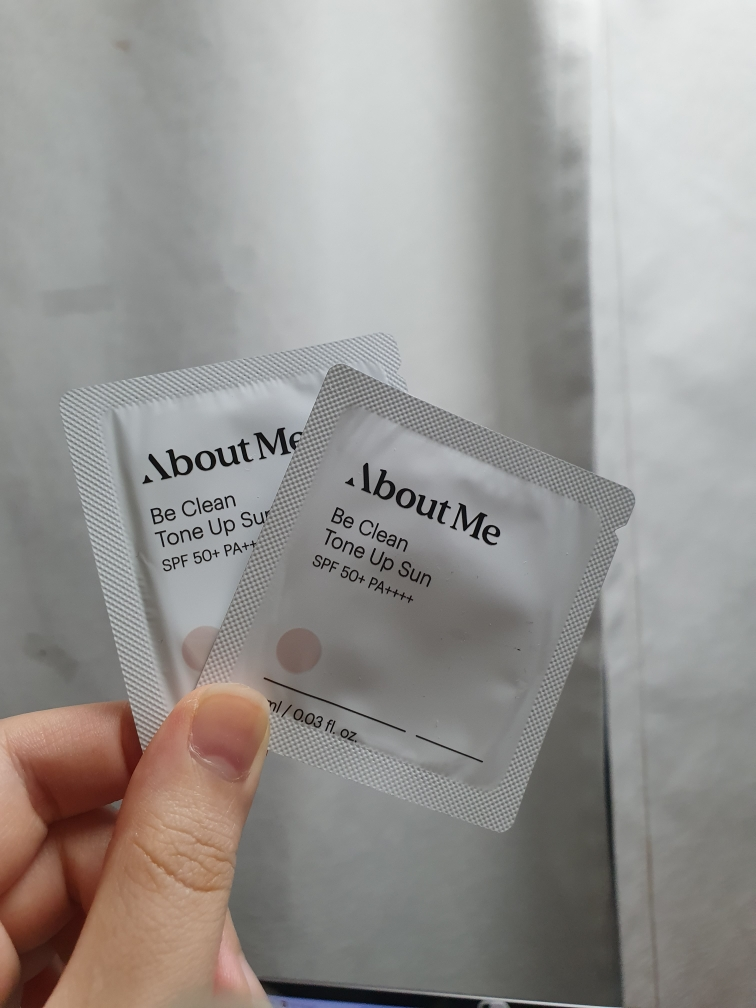 About Me
Be Clean
Tone Up Sun
SPF 50+ PA++
About Me
Be Clean
Tone Up Sun
SPF 50+ PA++++
ml / 0.03 fl. oz.